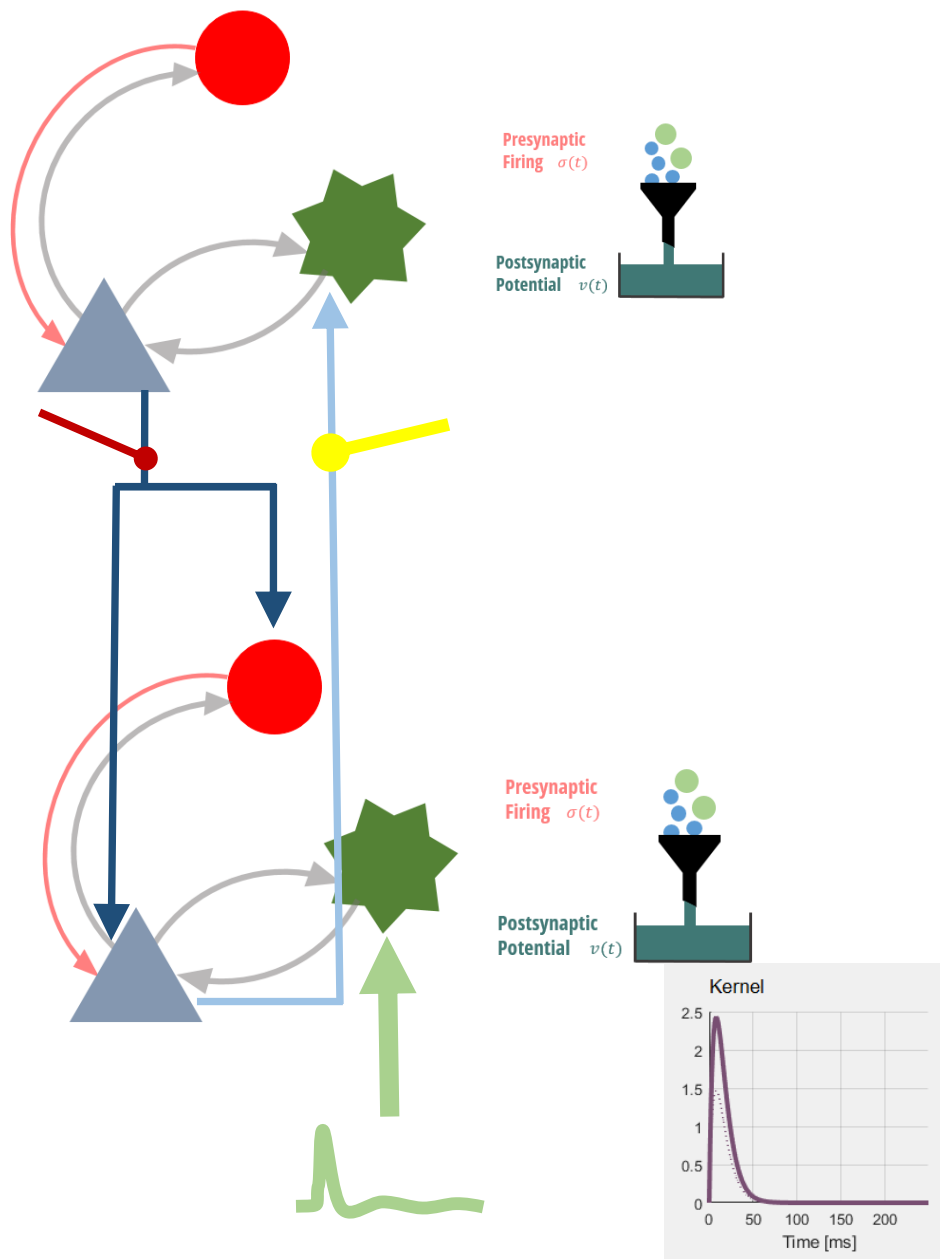 Presynaptic
Firing σ(t)
Postsynaptic
Potential v(t)
Presynaptic
Firing σ(t)
Postsynaptic
Potential v(t)
Kernel
2.5
2
1.5
1
0.5
0
0 50 100 150 200
Time [ms]